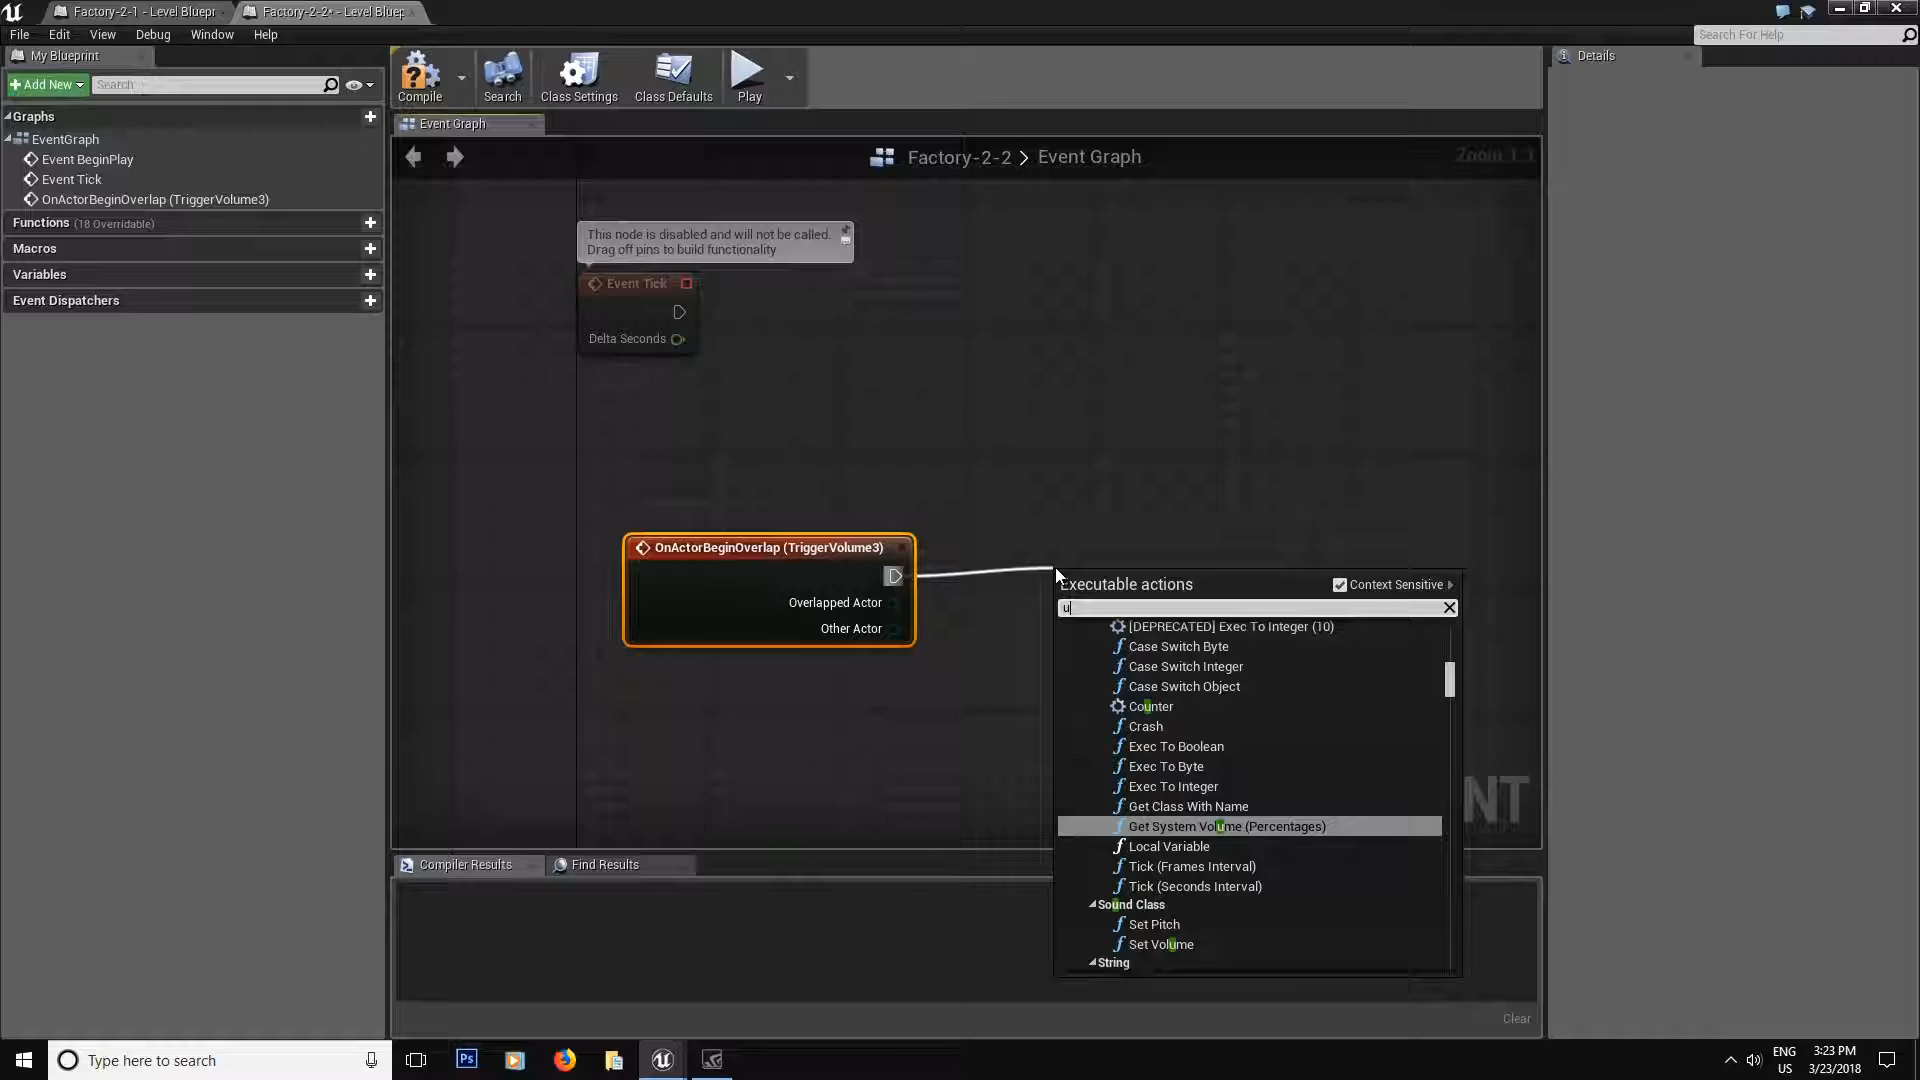 Factory-2-1 - Level Bluepr
Factory-2-2• - Level Bluep
File Edit View Debug Window Help
Search For Help
My Blueprint
Add New
Search
Graphs
EventGraph
Event BeginPlay
Event Tick
OnActorBeginOverlap (TriggerVolume3)
Functions (18 Overridable)
Macros
Variables
Event Dispatchers
Compile
Search
Class Settings
Class Defaults
Play
Details
Event Graph
Factory-2-2 > Event Graph
Zoom 1:1
This node is disabled and will not be called.
Drag off pins to build functionality
Event Tick
Delta Seconds
OnActorBeginOverlap (TriggerVolume3)
Overlapped Actor
Other Actor
Executable actions
Context Sensitive
u
[DEPRECATED] Exec To Integer (10)
Case Switch Byte
Case Switch Integer
Case Switch Object
Counter
Crash
Exec To Boolean
Exec To Byte
Exec To Integer
Get Class With Name
Get System Volume (Percentages)
Local Variable
Tick (Frames Interval)
Tick (Seconds Interval)
Sound Class
Set Pitch
Set Volume
String
NT
Compiler Results
Find Results
Clear
Type here to search
Ps
ENG
US
3:23 PM
3/23/2018